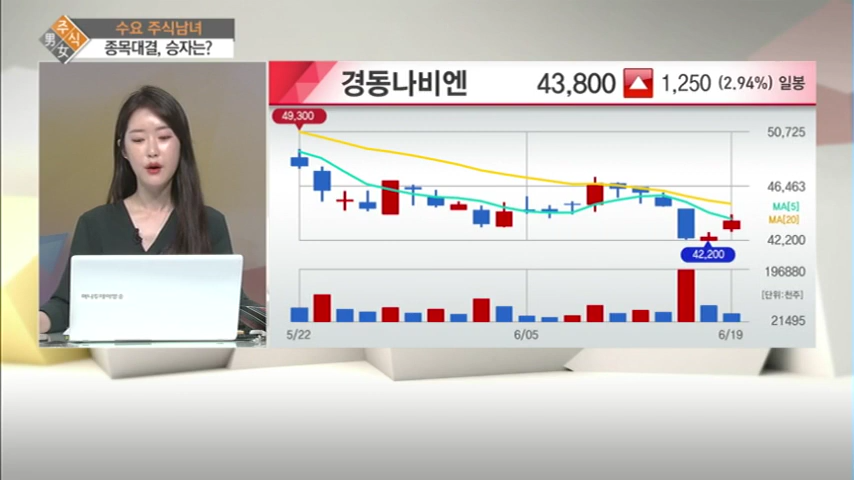 주식
男女
수요 주식남녀
종목대결, 승자는?
경동나비엔 43,800 1,250 (2.94%) 일봉
49,300
50,725
46,463
MA[5]
MA[20]
42,200
42,200
196880
[단위:천주]
21495
5/22 6/05 6/19